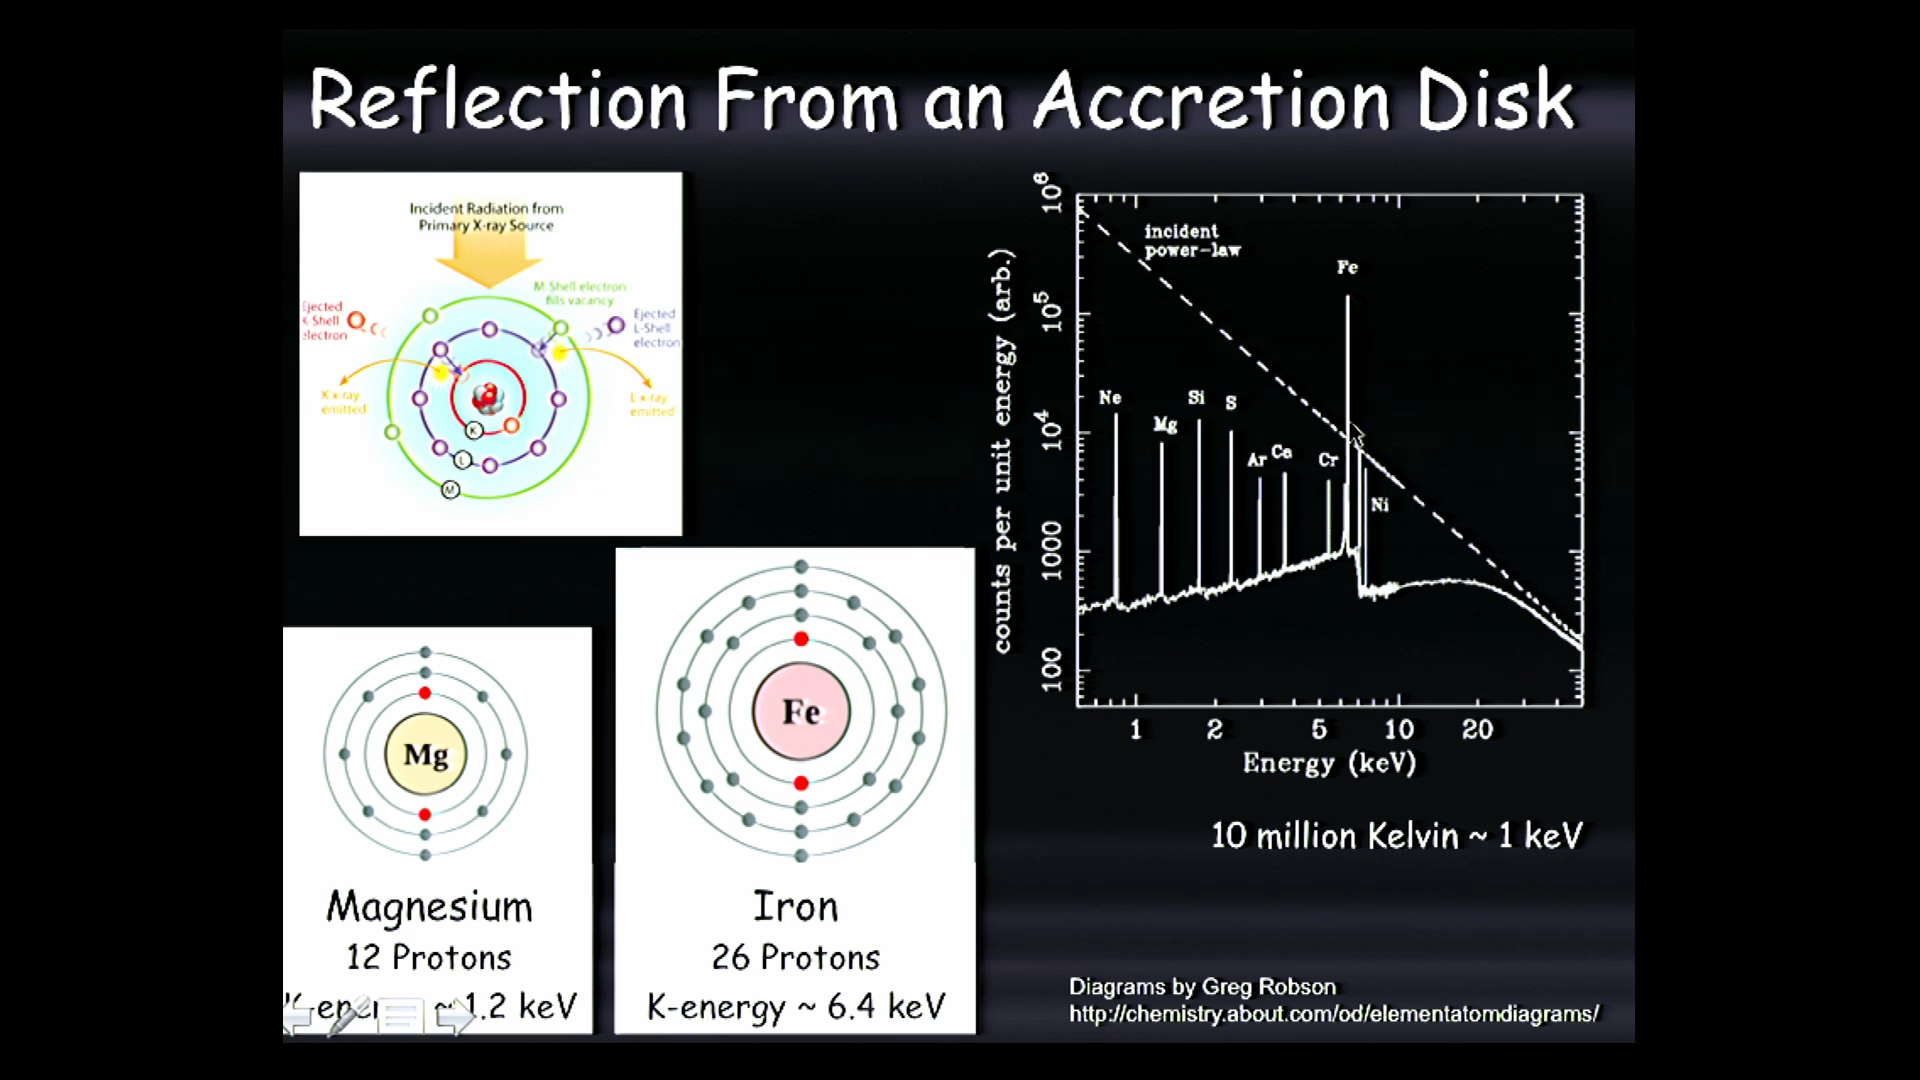 Reflection From an Accretion Disk
Incident Radiation from
Primary X-ray Source
M Shell electron
fills vacancy
Ejected
L-Shell
electron
Shell
K x ray
emitted
L x-ray
emitted
K
L
M
Mg
Magnesium
12 Protons
~ 1.2 keV
Fe
Iron
26 Protons
K-energy ~ 6.4 keV
counts per unit energy (arb.)
10⁶
10⁵
10⁴
1000
100
incident
power-law
Fe
Ne
Mg
Si
S
Ar
Ca
Cr
Ni
1
2
5
10
20
Energy (keV)
10 million Kelvin ~ 1 keV
Diagrams by Greg Robson
http://chemistry.about.com/od/elementatomdiagrams/